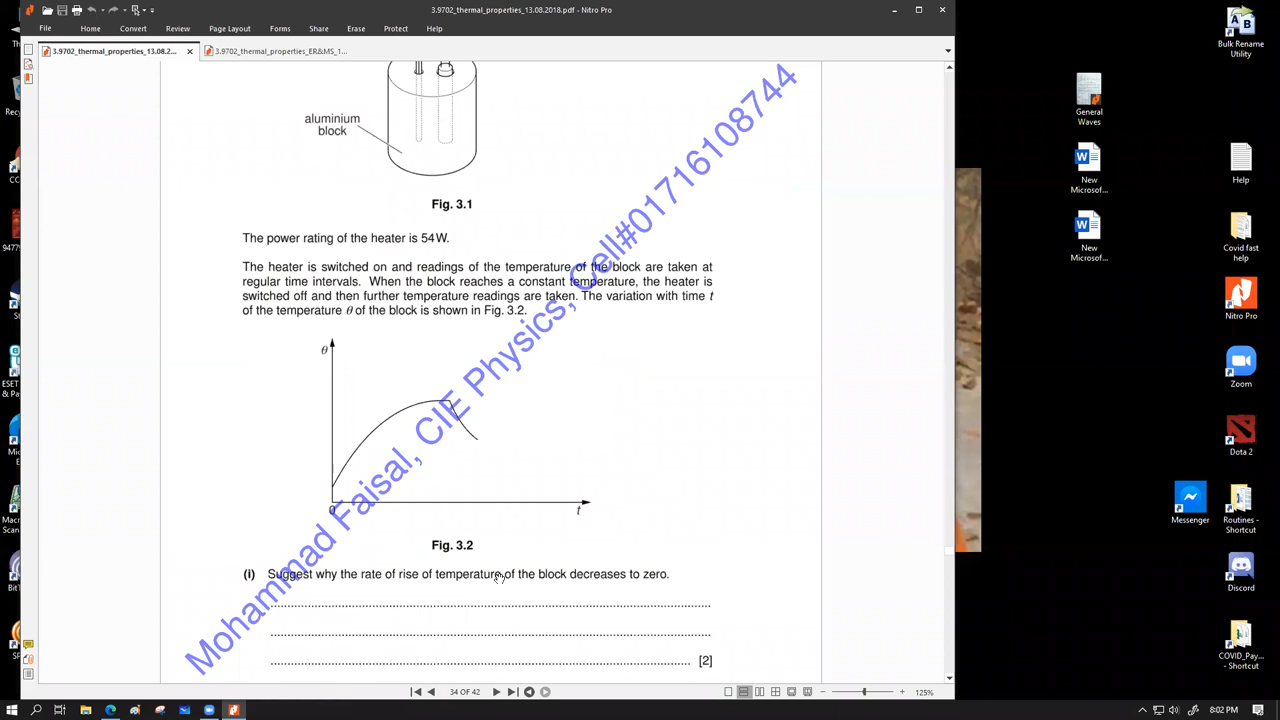 3.9702_thermal_properties_13.08.2018.pdf - Nitro Pro
File
Home
Convert
Review
Page Layout
Forms
Share
Erase
Protect
Help
3.9702_thermal_properties_13.08.2...
3.9702_thermal_properties_ER&MS_1...
aluminium
block
Fig. 3.1
The power rating of the heater is 54W.
The heater is switched on and readings of the temperature of the block are taken at
regular time intervals. When the block reaches a constant temperature, the heater is
switched off and then further temperature readings are taken. The variation with time t
of the temperature θ of the block is shown in Fig. 3.2.
θ
0
t
Fig. 3.2
(i) Suggest why the rate of rise of temperature of the block decreases to zero.
[2]
Mohammad Faisal, CIE Physics, Cell#01716108744
34 OF 42
125%
General
Waves
New
Microsof...
New
Microsof...
Bulk Rename
Utility
Help
Covid fast
help
Nitro Pro
Zoom
Dota 2
Messenger
Routines -
Shortcut
Discord
COVID_Pay...
- Shortcut
8:02 PM